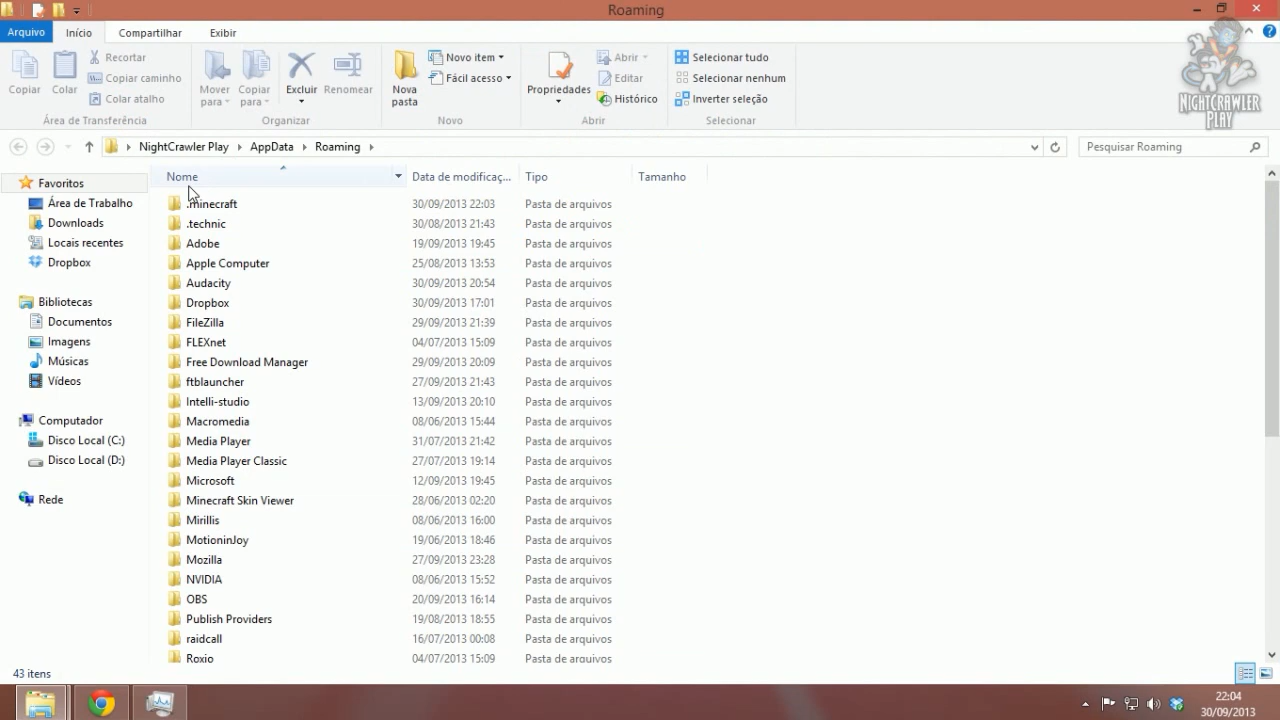 Roaming
Arquivo Início Compartilhar Exibir
Copiar
Colar
Recortar
Copiar caminho
Colar atalho
Área de Transferência
Mover para
Copiar para
Excluir
Renomear
Organizar
Nova pasta
Novo item
Fácil acesso
Novo
Propriedades
Abrir
Editar
Histórico
Abrir
Selecionar tudo
Selecionar nenhum
Inverter seleção
Selecionar
NIGHTCRAWLER
PLAY
NightCrawler Play AppData Roaming
Pesquisar Roaming
Favoritos
Área de Trabalho
Downloads
Locais recentes
Dropbox
Bibliotecas
Documentos
Imagens
Músicas
Vídeos
Computador
Disco Local (C:)
Disco Local (D:)
Rede
Nome Data de modificaç... Tipo Tamanho
.minecraft 30/09/2013 22:03 Pasta de arquivos
.technic 30/08/2013 21:43 Pasta de arquivos
Adobe 19/09/2013 19:45 Pasta de arquivos
Apple Computer 25/08/2013 13:53 Pasta de arquivos
Audacity 30/09/2013 20:54 Pasta de arquivos
Dropbox 30/09/2013 17:01 Pasta de arquivos
FileZilla 29/09/2013 21:39 Pasta de arquivos
FLEXnet 04/07/2013 15:09 Pasta de arquivos
Free Download Manager 29/09/2013 20:09 Pasta de arquivos
ftblauncher 27/09/2013 21:43 Pasta de arquivos
Intelli-studio 13/09/2013 20:10 Pasta de arquivos
Macromedia 08/06/2013 15:44 Pasta de arquivos
Media Player 31/07/2013 21:42 Pasta de arquivos
Media Player Classic 27/07/2013 19:14 Pasta de arquivos
Microsoft 12/09/2013 19:45 Pasta de arquivos
Minecraft Skin Viewer 28/06/2013 02:20 Pasta de arquivos
Mirillis 08/06/2013 16:00 Pasta de arquivos
MotioninJoy 19/06/2013 18:46 Pasta de arquivos
Mozilla 27/09/2013 23:28 Pasta de arquivos
NVIDIA 08/06/2013 15:52 Pasta de arquivos
OBS 20/09/2013 16:14 Pasta de arquivos
Publish Providers 19/08/2013 18:55 Pasta de arquivos
raidcall 16/07/2013 00:08 Pasta de arquivos
Roxio 04/07/2013 15:09 Pasta de arquivos
43 itens
22:04
30/09/2013